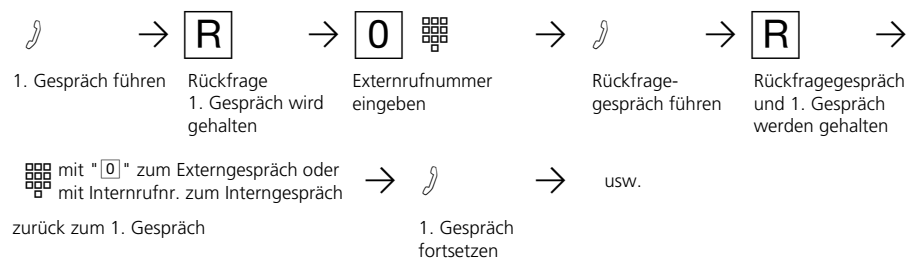 R
0
R
1. Gespräch führen
Rückfrage
1. Gespräch wird
gehalten
Externrufnummer
eingeben
Rückfrage-
gespräch führen
Rückfragegespräch
und 1. Gespräch
werden gehalten
mit "0" zum Externgespräch oder
mit Internrufnr. zum Interngespräch
usw.
zurück zum 1. Gespräch
1. Gespräch
fortsetzen